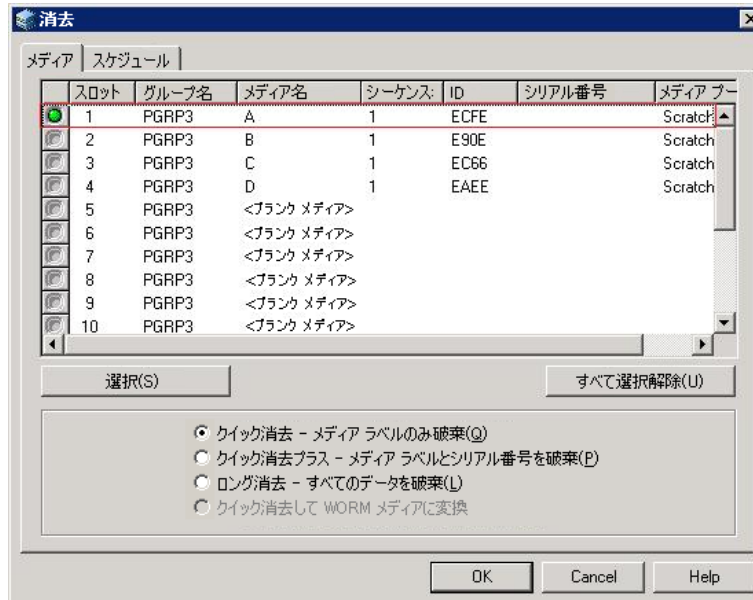 消去
メディア スケジュール
スロット グループ名 メディア名 シーケンス: ID シリアル番号 メディア プー
1 PGRP3 A 1 ECFE Scratch
2 PGRP3 B 1 E90E Scratch
3 PGRP3 C 1 EC66 Scratch
4 PGRP3 D 1 EAEE Scratch
5 PGRP3 <ブランク メディア>
6 PGRP3 <ブランク メディア>
7 PGRP3 <ブランク メディア>
8 PGRP3 <ブランク メディア>
9 PGRP3 <ブランク メディア>
10 PGRP3 <ブランク メディア>
選択(S) すべて選択解除(U)
クイック消去 - メディア ラベルのみ破棄(Q)
クイック消去プラス - メディア ラベルとシリアル番号を破棄(P)
ロング消去 - すべてのデータを破棄(L)
クイック消去して WORM メディアに変換
OK Cancel Help